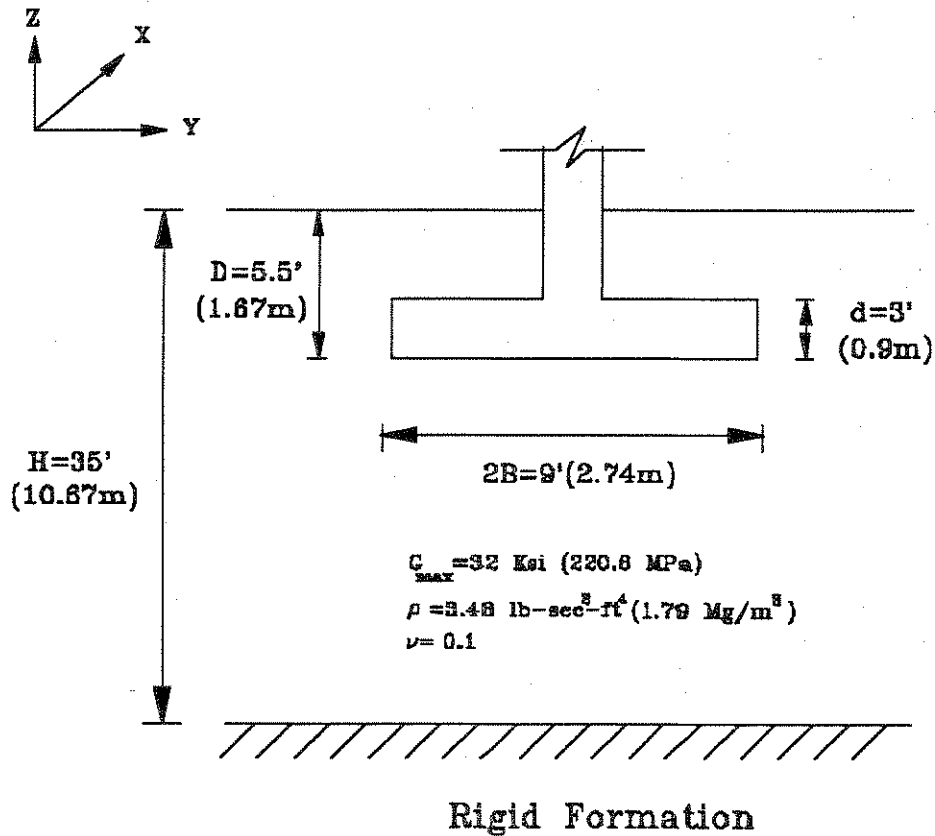 Z
X
Y
D=5.5'
(1.67m)
d=3'
(0.9m)
H=35'
(10.67m)
2B=9'(2.74m)
Gmax=32 Ksi (220.6 MPa)
ρ=3.48 lb-sec²-ft⁴(1.79 Mg/m³)
ν= 0.1
Rigid Formation